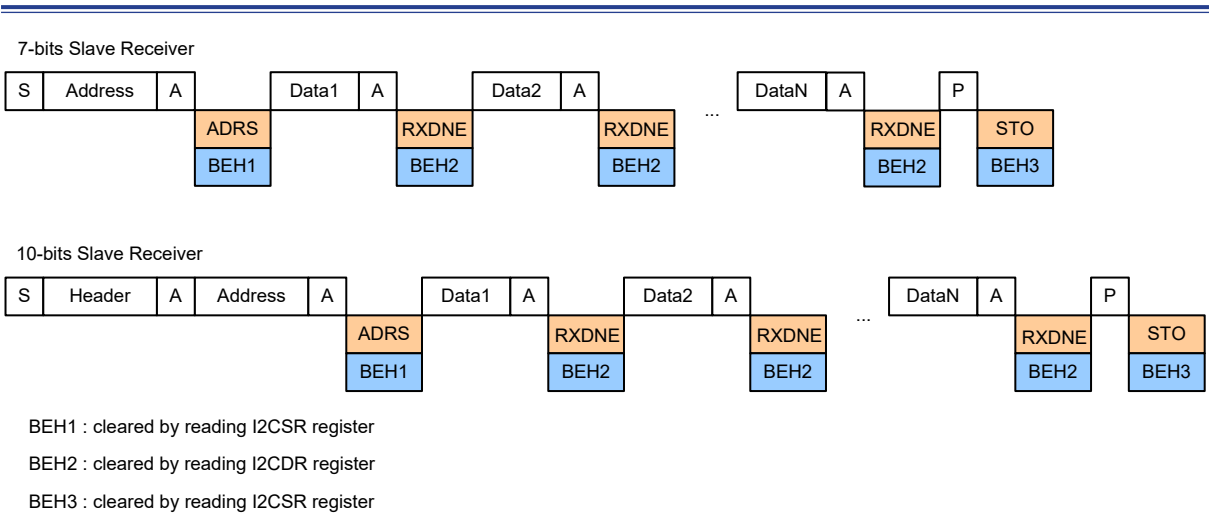 7-bits Slave Receiver
S Address A Data1 A Data2 A ... DataN A P
ADRS RXDNE RXDNE RXDNE STO
BEH1 BEH2 BEH2 BEH2 BEH3
10-bits Slave Receiver
S Header A Address A Data1 A Data2 A ... DataN A P
ADRS RXDNE RXDNE RXDNE STO
BEH1 BEH2 BEH2 BEH2 BEH3
BEH1 : cleared by reading I2CSR register
BEH2 : cleared by reading I2CDR register
BEH3 : cleared by reading I2CSR register